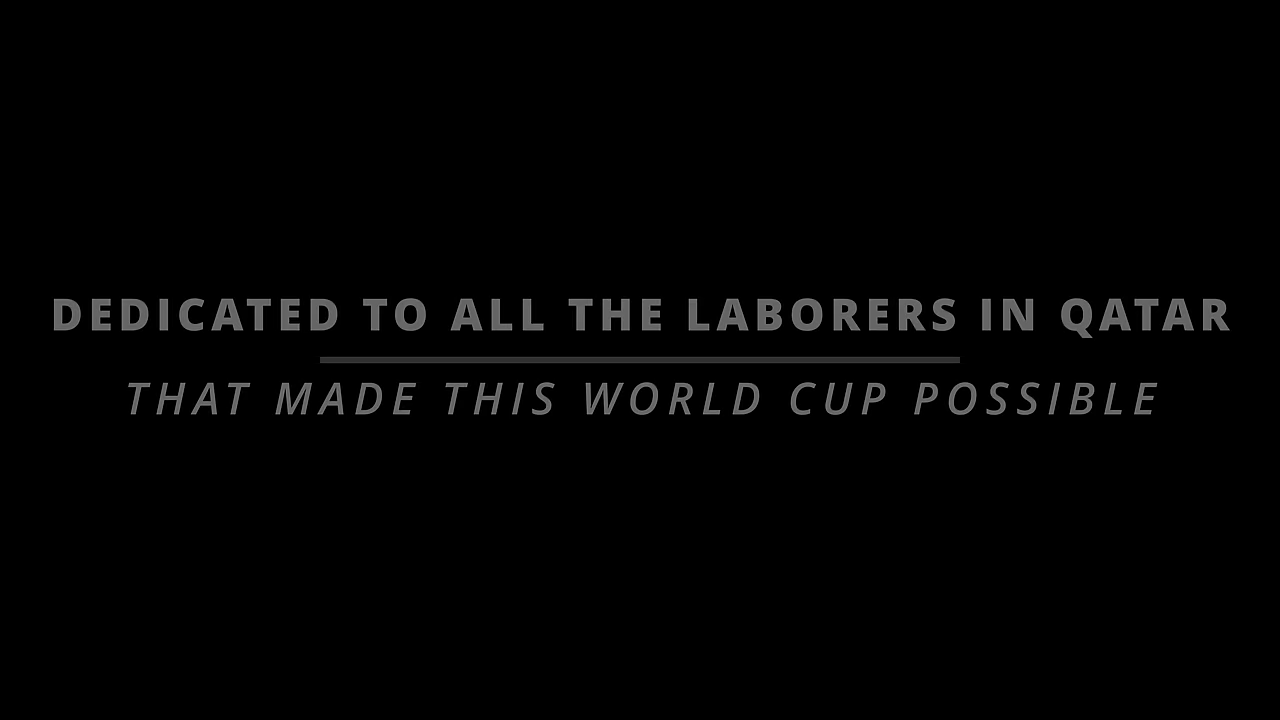 DEDICATED TO ALL THE LABORERS IN QATAR
THAT MADE THIS WORLD CUP POSSIBLE